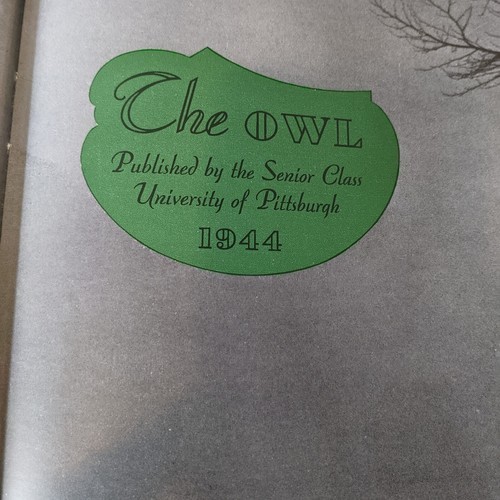 The OWL
Published by the Senior Class
University of Pittsburgh
1944